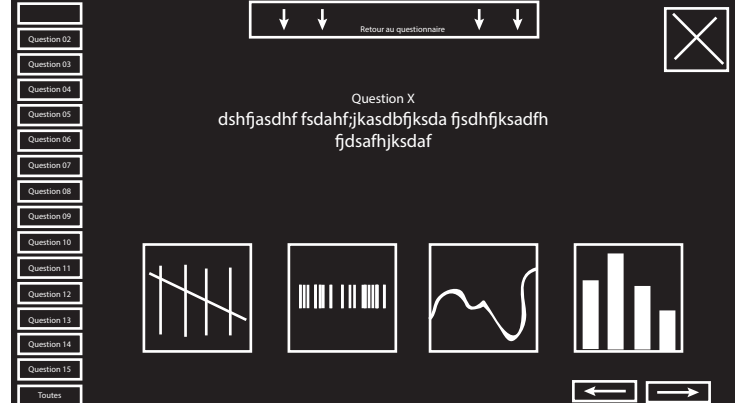 Question 02
Question 03
Question 04
Question 05
Question 06
Question 07
Question 08
Question 09
Question 10
Question 11
Question 12
Question 13
Question 14
Question 15
Toutes
Retour au questionnaire
Question X
dshfjasdhf fsdahf;jkasdbfjksda fjsdhfjksadfh
fjdsafhjksdaf